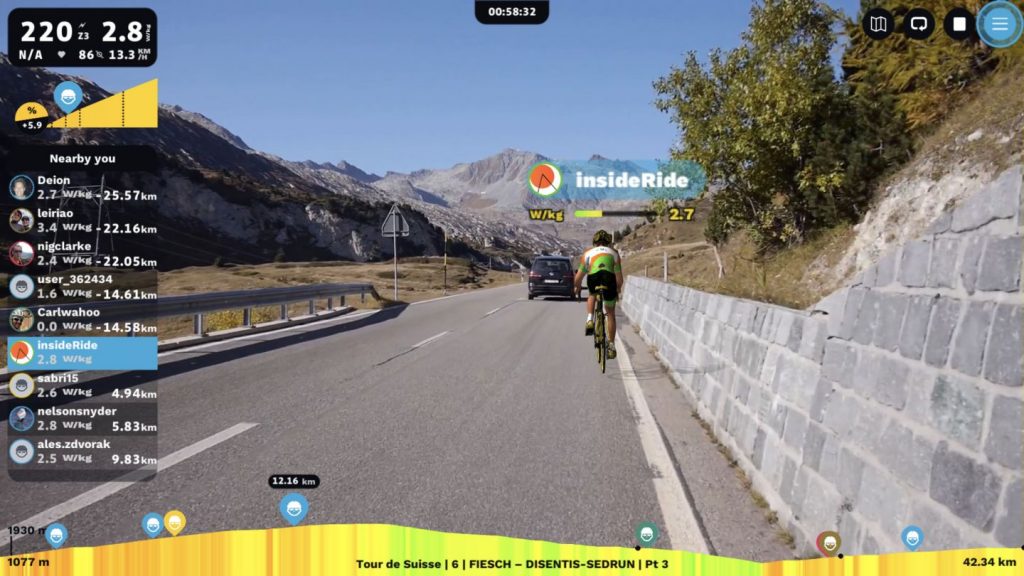 220 Z3 2.8 W/kg
N/A 86 13.3 KM/H
00:58:32
%
+5.9
Nearby you
Deion
2.7 W/kg -25.57km
leiriao
3.4 W/kg -22.16km
nigclarke
2.4 W/kg -22.05km
user_362434
1.6 W/kg -14.61km
Carlwahoo
0.0 W/kg -14.58km
insideRide
2.8 W/kg
sabri15
2.6 W/kg 4.94km
nelsonsnyder
2.8 W/kg 5.83km
ales.zdvorak
2.5 W/kg 9.83km
insideRide
W/kg 2.7
12.16 km
1930 m
1077 m
Tour de Suisse | 6 | FIESCH – DISENTIS-SEDRUN | Pt 3
42.34 km